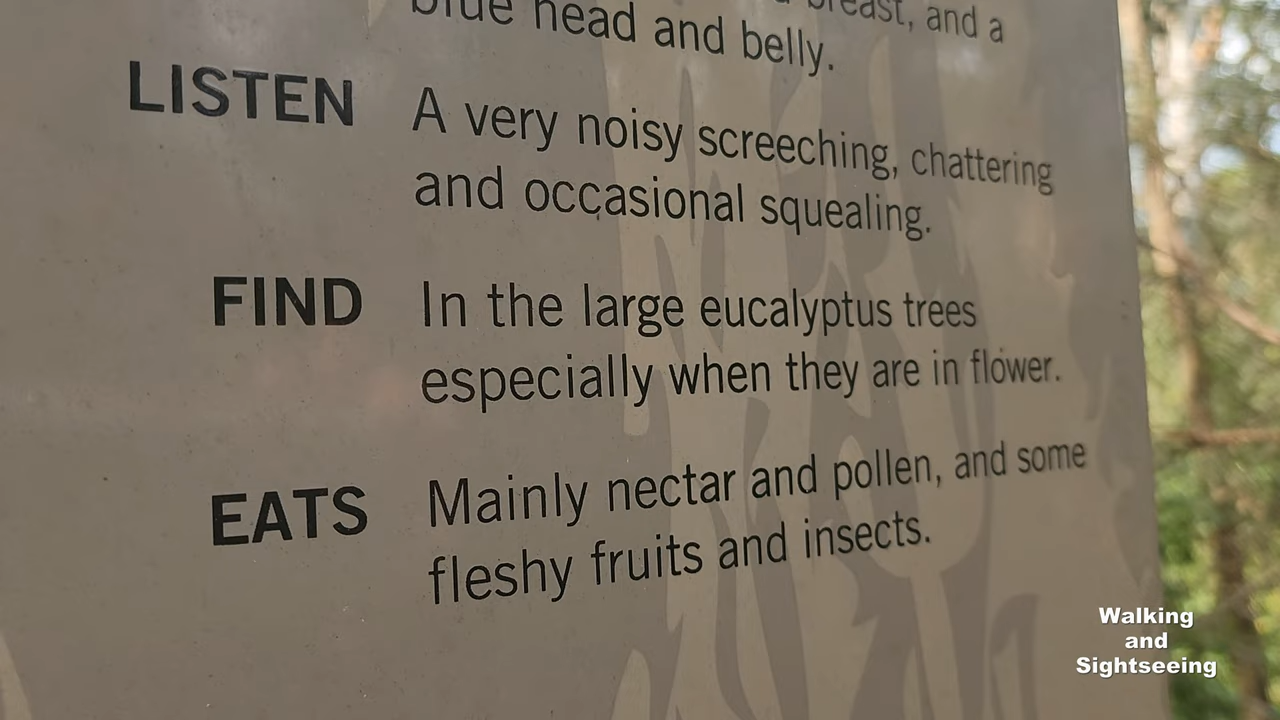 breast, and a
blue head and belly.
LISTEN A very noisy screeching, chattering
and occasional squealing.
FIND In the large eucalyptus trees
especially when they are in flower.
EATS Mainly nectar and pollen, and some
fleshy fruits and insects.
Walking
and
Sightseeing